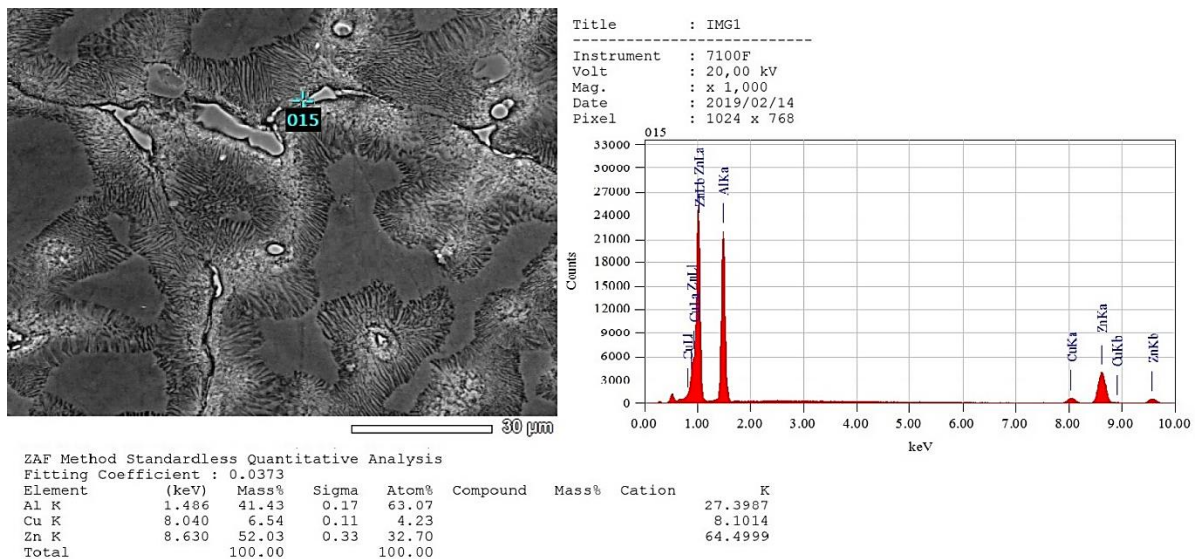 Title : IMG1
---------------------------
Instrument : 7100F
Volt : 20,00 kV
Mag. : x 1,000
Date : 2019/02/14
Pixel : 1024 x 768
015
30 µm
015
Counts
33000
30000
27000
24000
21000
18000
15000
12000
9000
6000
3000
0
CuLl
CuLa ZnLl
ZnLb ZnLa
AlKa
CuKa
ZnKa
CuKb
ZnKb
0.00 1.00 2.00 3.00 4.00 5.00 6.00 7.00 8.00 9.00 10.00
keV
ZAF Method Standardless Quantitative Analysis
Fitting Coefficient : 0.0373
Element (keV) Mass% Sigma Atom% Compound Mass% Cation K
Al K 1.486 41.43 0.17 63.07 27.3987
Cu K 8.040 6.54 0.11 4.23 8.1014
Zn K 8.630 52.03 0.33 32.70 64.4999
Total 100.00 100.00